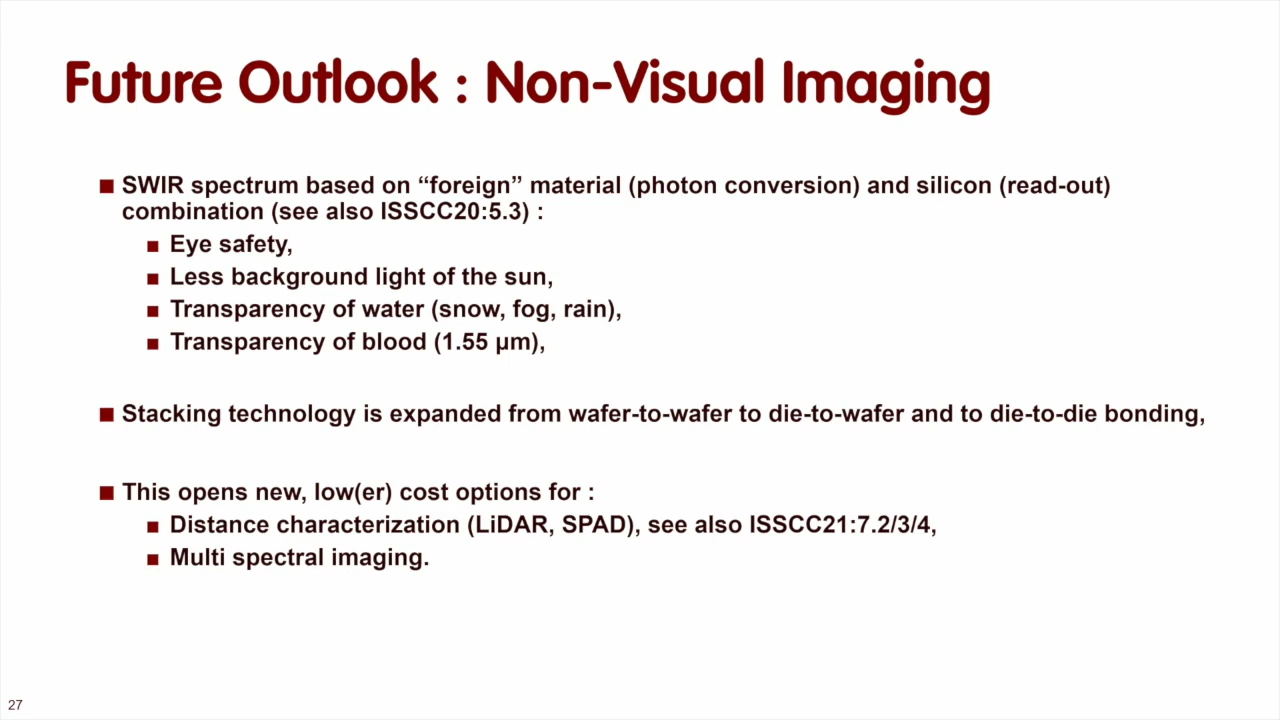 Future Outlook : Non-Visual Imaging
■ SWIR spectrum based on “foreign” material (photon conversion) and silicon (read-out)
combination (see also ISSCC20:5.3) :
■ Eye safety,
■ Less background light of the sun,
■ Transparency of water (snow, fog, rain),
■ Transparency of blood (1.55 µm),
■ Stacking technology is expanded from wafer-to-wafer to die-to-wafer and to die-to-die bonding,
■ This opens new, low(er) cost options for :
■ Distance characterization (LiDAR, SPAD), see also ISSCC21:7.2/3/4,
■ Multi spectral imaging.
27